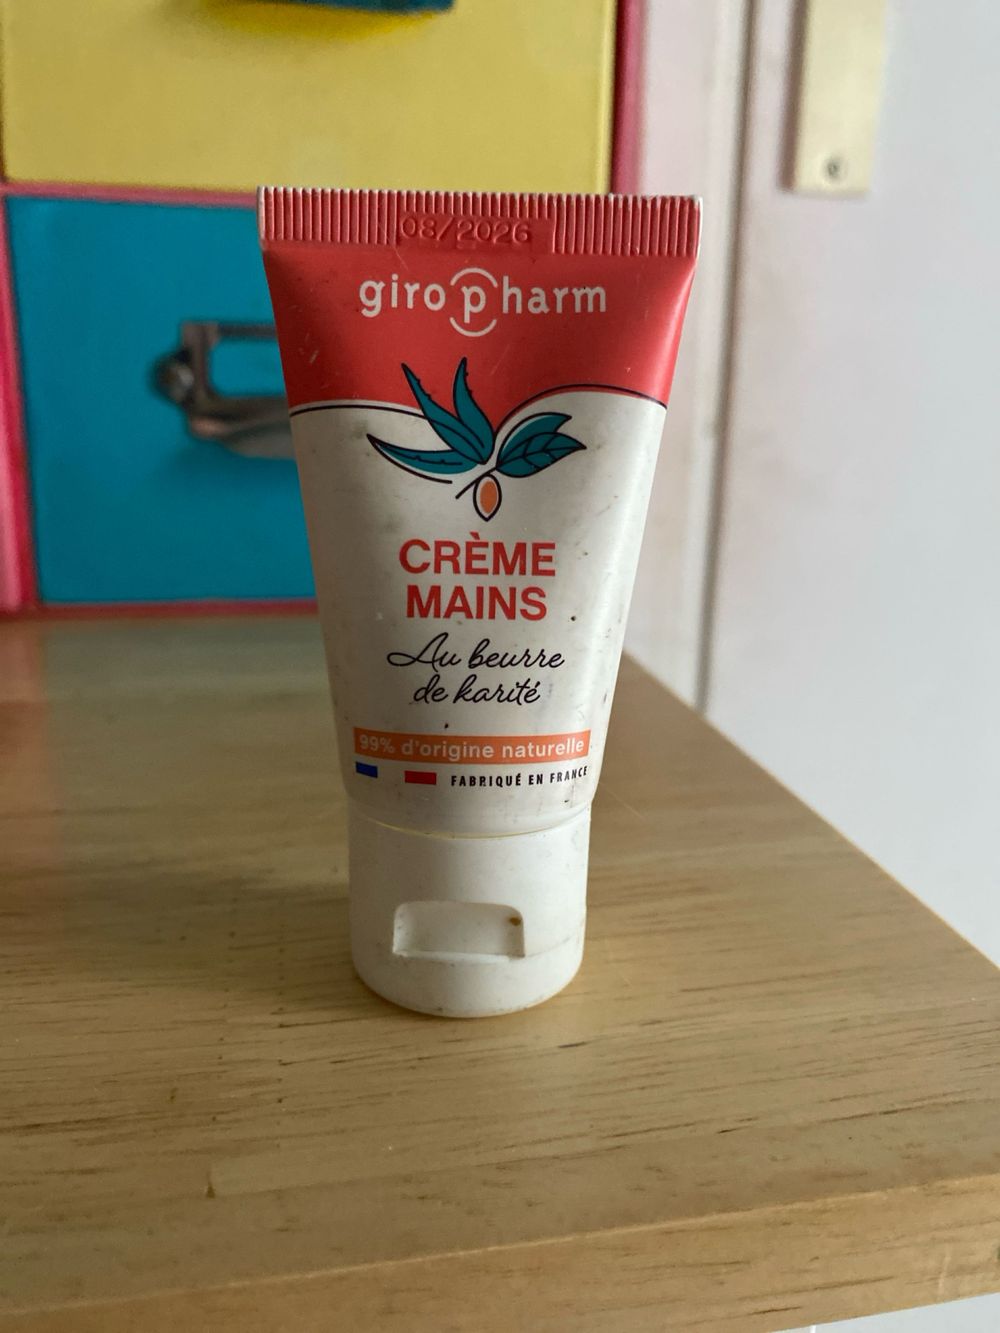 08/2026
giropharm
CRÈME
MAINS
Au beurre
de karité
99% d'origine naturelle
FABRIQUÉ EN FRANCE